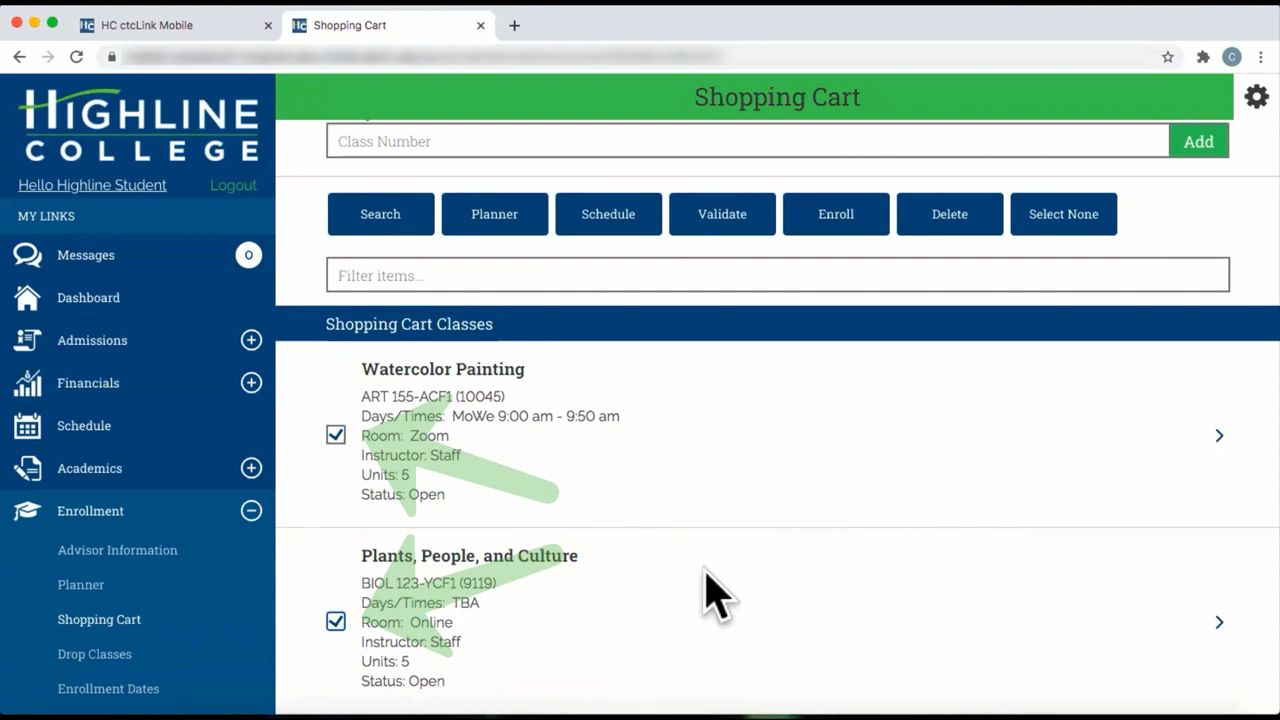 HC ctcLink Mobile
Shopping Cart
C
HIGHLINE
COLLEGE
Hello Highline Student
Logout
MY LINKS
Messages
0
Dashboard
Admissions
Financials
Schedule
Academics
Enrollment
Advisor Information
Planner
Shopping Cart
Drop Classes
Enrollment Dates
Shopping Cart
Class Number
Add
Search
Planner
Schedule
Validate
Enroll
Delete
Select None
Filter items...
Shopping Cart Classes
Watercolor Painting
ART 155-ACF1 (10045)
Days/Times: MoWe 9:00 am - 9:50 am
Room: Zoom
Instructor: Staff
Units: 5
Status: Open
Plants, People, and Culture
BIOL 123-YCF1 (9119)
Days/Times: TBA
Room: Online
Instructor: Staff
Units: 5
Status: Open